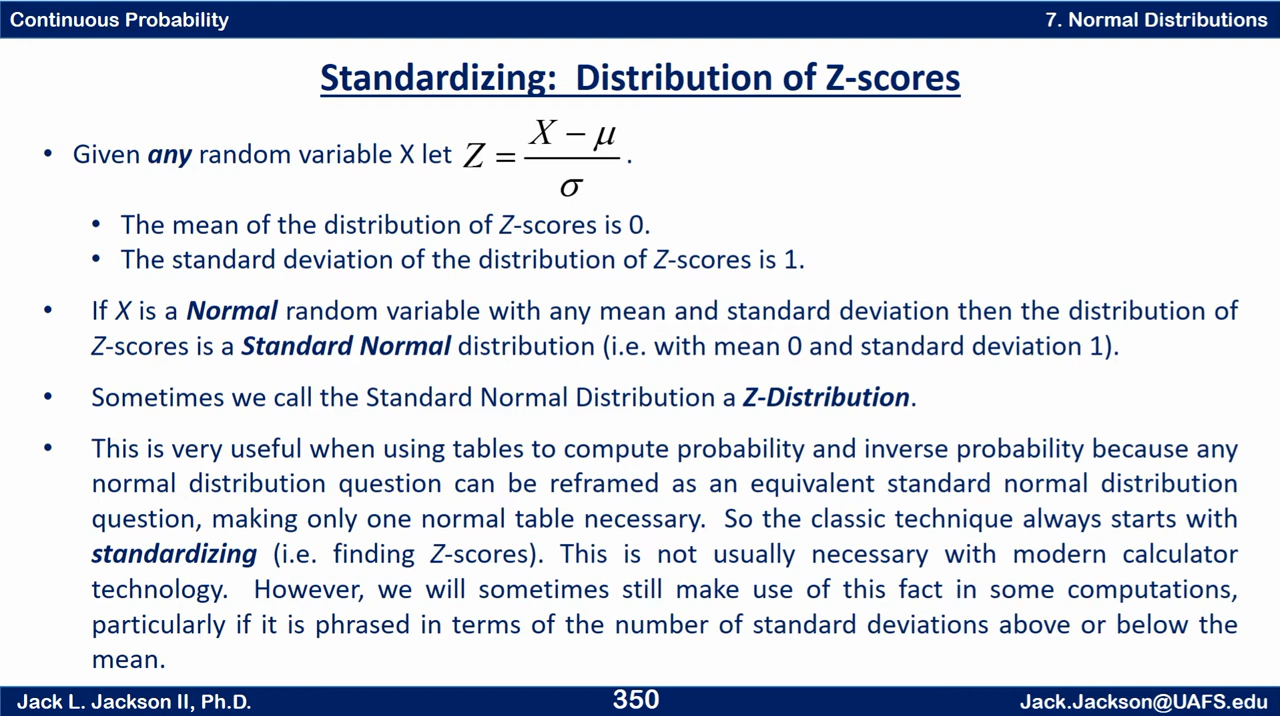 Continuous Probability
7. Normal Distributions
Standardizing: Distribution of Z-scores
• Given any random variable X let Z = (X − μ) / σ .
• The mean of the distribution of Z-scores is 0.
• The standard deviation of the distribution of Z-scores is 1.
• If X is a Normal random variable with any mean and standard deviation then the distribution of
Z-scores is a Standard Normal distribution (i.e. with mean 0 and standard deviation 1).
• Sometimes we call the Standard Normal Distribution a Z-Distribution.
• This is very useful when using tables to compute probability and inverse probability because any
normal distribution question can be reframed as an equivalent standard normal distribution
question, making only one normal table necessary. So the classic technique always starts with
standardizing (i.e. finding Z-scores). This is not usually necessary with modern calculator
technology. However, we will sometimes still make use of this fact in some computations,
particularly if it is phrased in terms of the number of standard deviations above or below the
mean.
Jack L. Jackson II, Ph.D.
350
Jack.Jackson@UAFS.edu